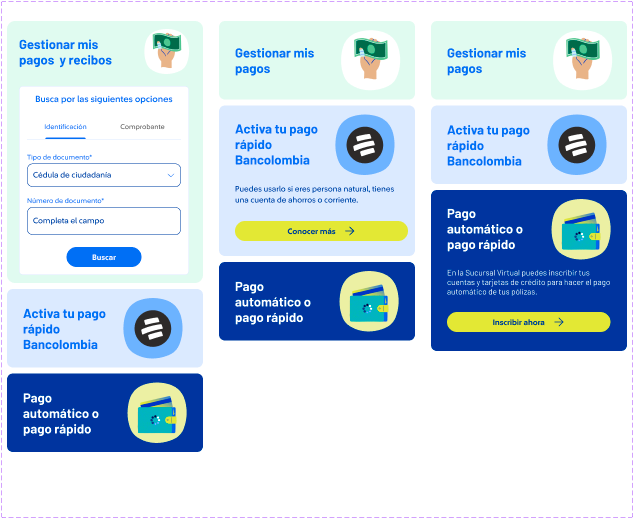 Gestionar mis
pagos y recibos
Busca por las siguientes opciones
Identificación
Comprobante
Tipo de documento*
Cédula de ciudadanía
Número de documento*
Completa el campo
Buscar
Activa tu pago
rápido
Bancolombia
Pago
automático o
pago rápido
Gestionar mis
pagos
Activa tu pago
rápido
Bancolombia
Puedes usarlo si eres persona natural, tienes
una cuenta de ahorros o corriente.
Conocer más
Pago
automático o
pago rápido
Gestionar mis
pagos
Activa tu pago
rápido
Bancolombia
Pago
automático o
pago rápido
En la Sucursal Virtual puedes inscribir tus
cuentas y tarjetas de crédito para hacer el pago
automático de tus pólizas.
Inscribir ahora